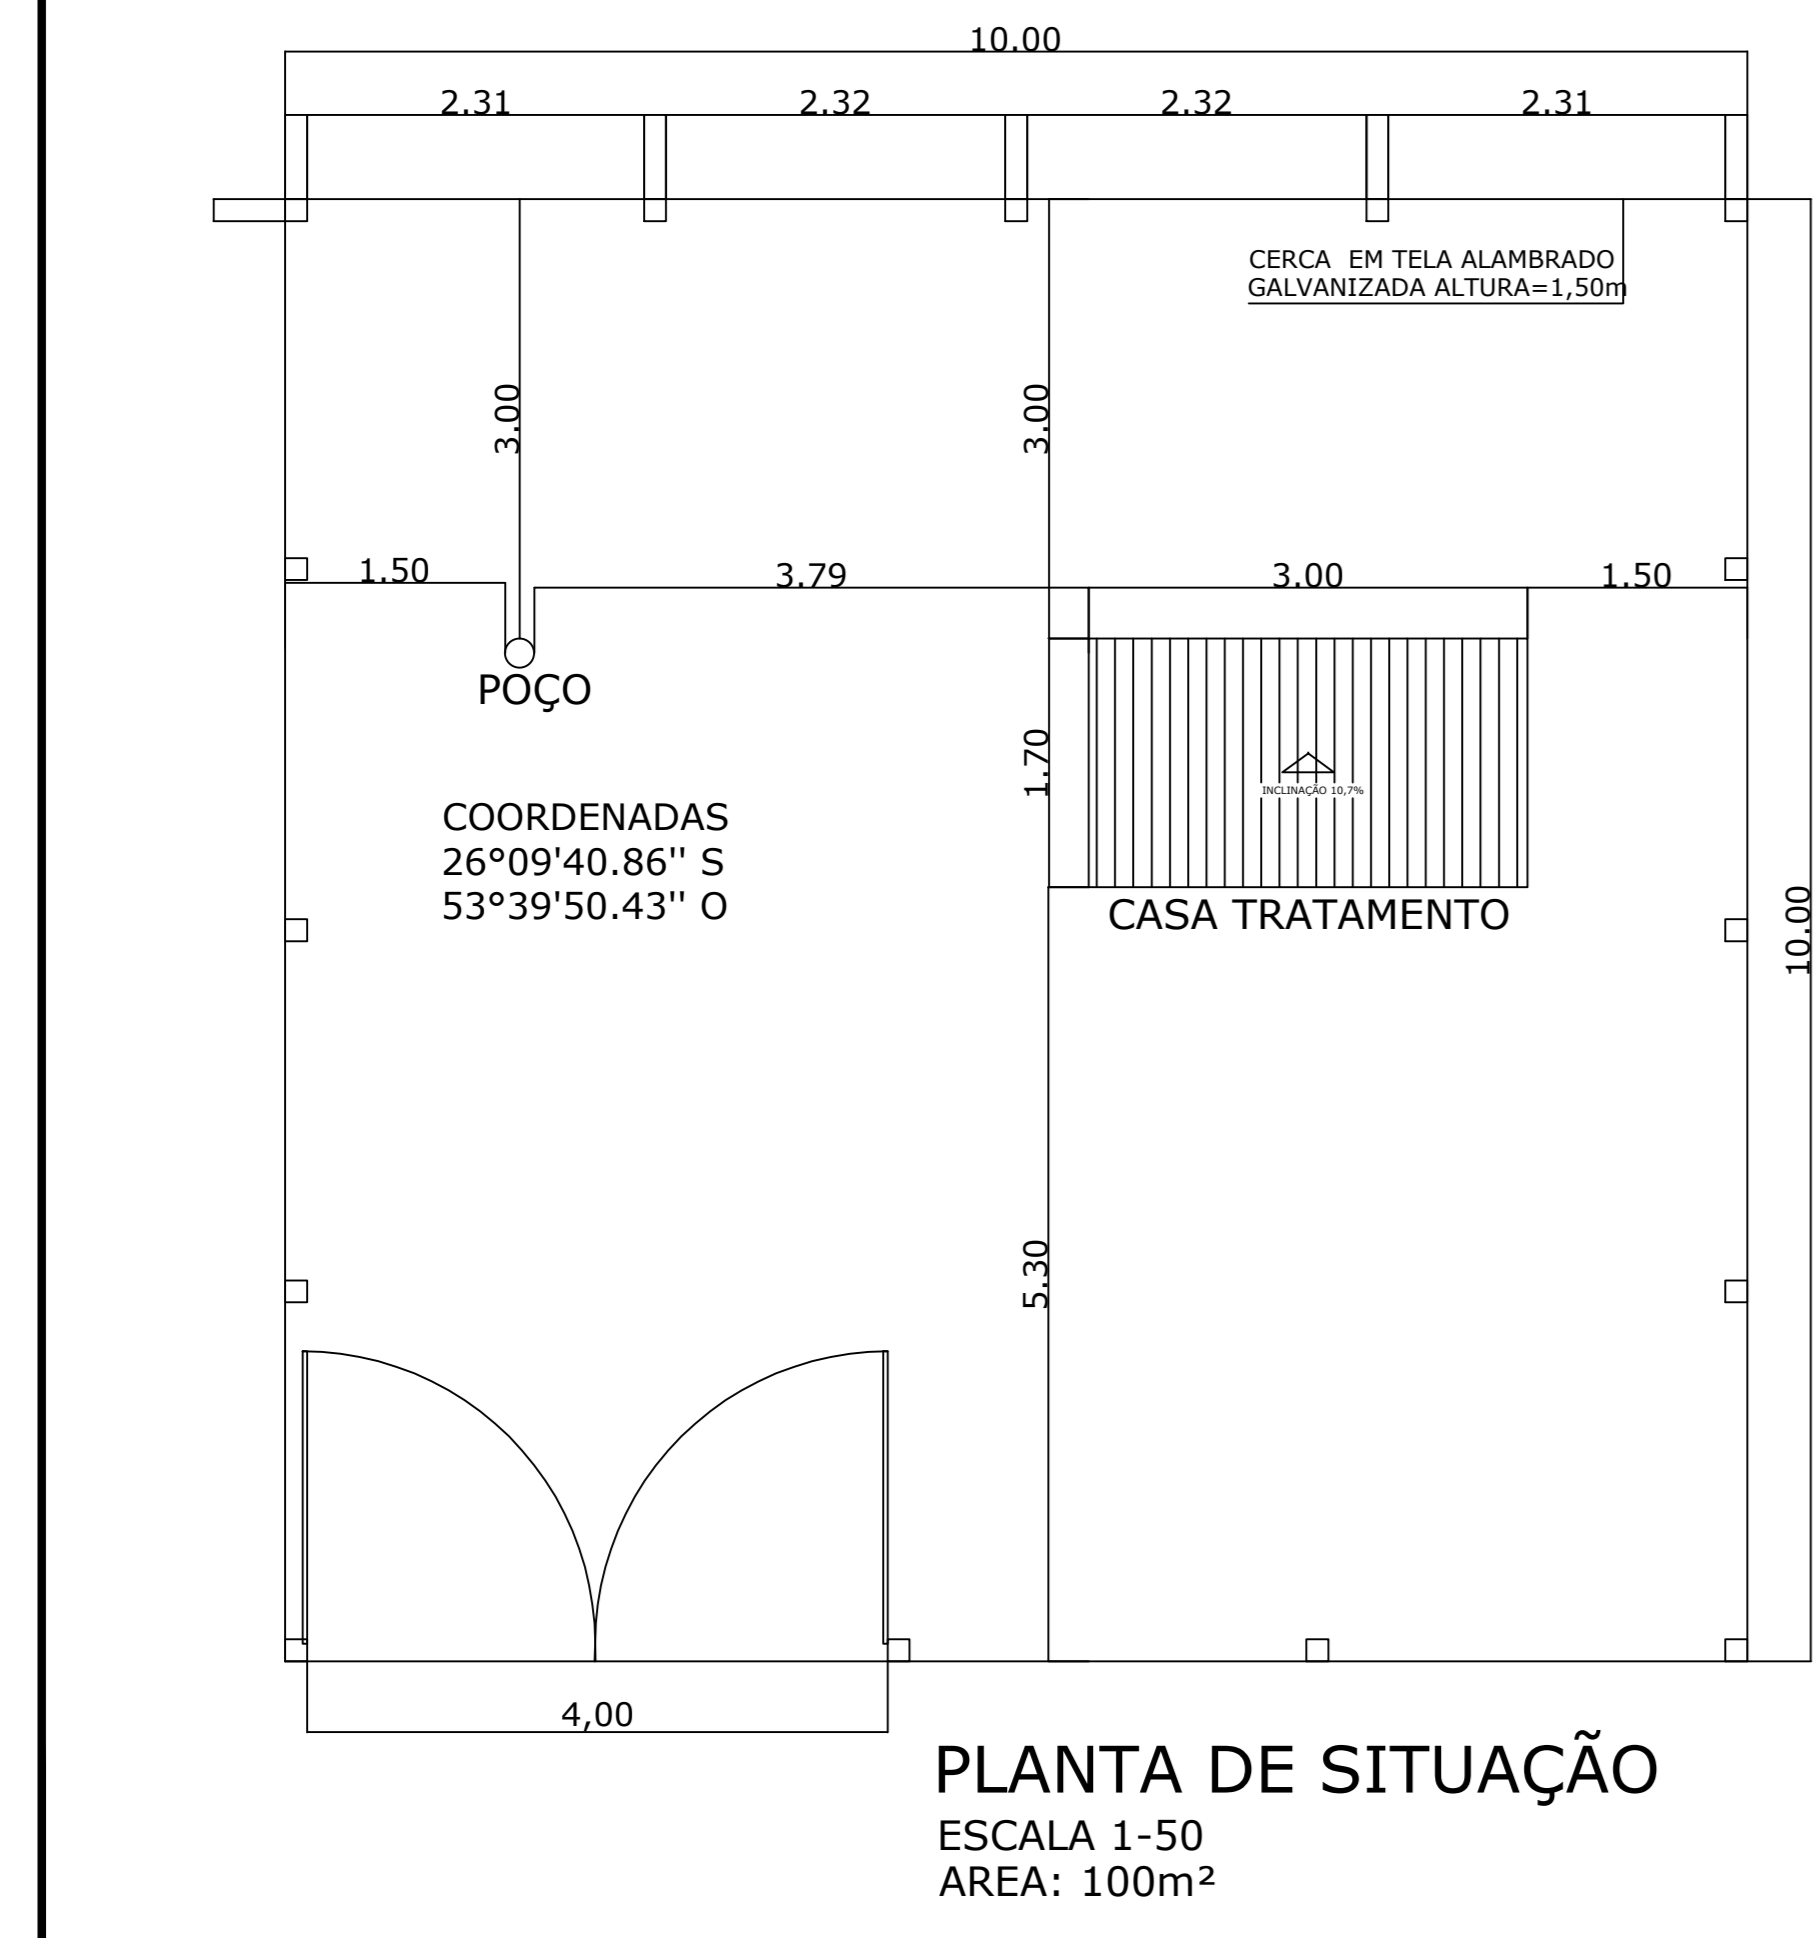 10.00
2.31
2.32
2.32
2.31
CERCA EM TELA ALAMBRADO
GALVANIZADA ALTURA=1,50m
3.00
3.00
1.50
3.79
3.00
1.50
POÇO
1.70
INCLINAÇÃO 10,7%
COORDENADAS
26°09'40.86'' S
53°39'50.43'' O
CASA TRATAMENTO
10.00
5.30
4,00
PLANTA DE SITUAÇÃO
ESCALA 1-50
AREA: 100m²